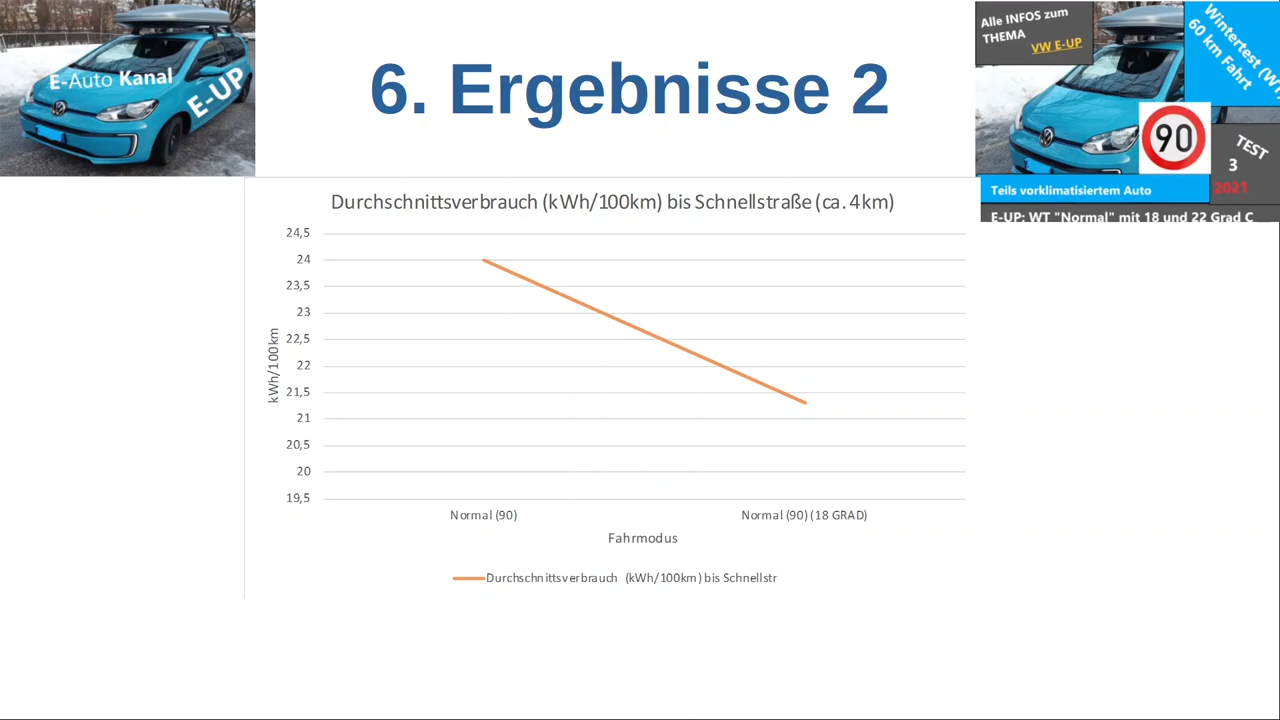 E-Auto Kanal
E-UP
6. Ergebnisse 2
Alle INFOS zum
THEMA
VW E-UP
Wintertest (WT)
60 km Fahrt
90
TEST
3
2021
Teils vorklimatisiertem Auto
E-UP: WT "Normal" mit 18 und 22 Grad C
Durchschnittsverbrauch (kWh/100km) bis Schnellstraße (ca. 4km)
24,5
24
23,5
23
22,5
22
21,5
21
20,5
20
19,5
kWh/100km
Normal (90)
Normal (90) (18 GRAD)
Fahrmodus
Durchschnittsverbrauch (kWh/100km) bis Schnellstr